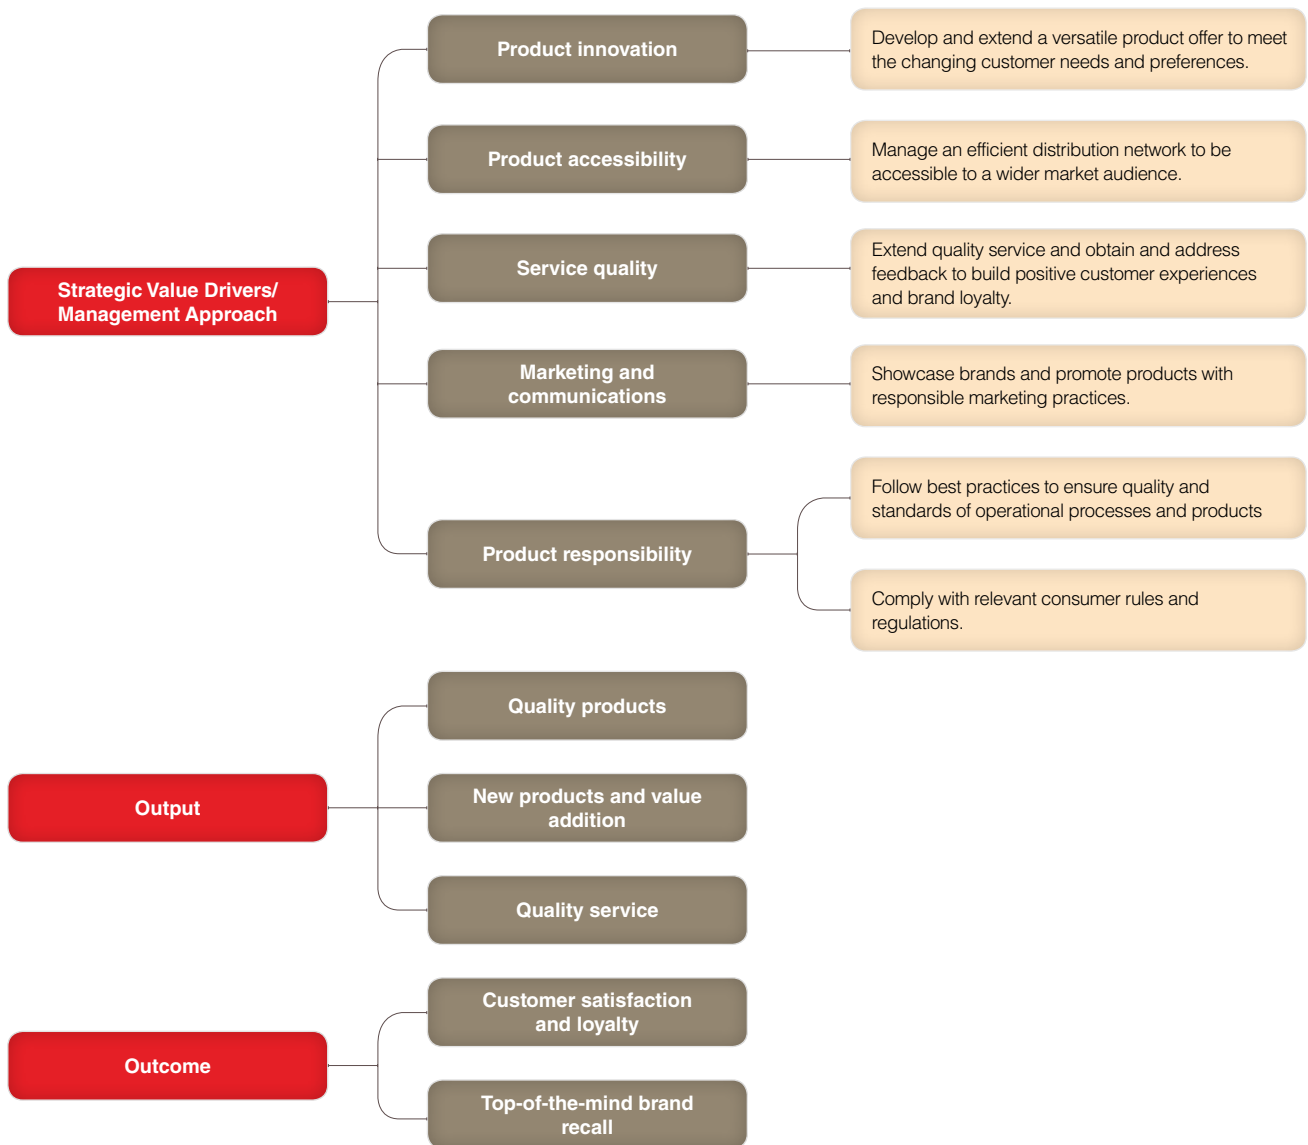 Product innovation
Develop and extend a versatile product offer to meet
the changing customer needs and preferences.
Product accessibility
Manage an efficient distribution network to be
accessible to a wider market audience.
Strategic Value Drivers/
Management Approach
Service quality
Extend quality service and obtain and address
feedback to build positive customer experiences
and brand loyalty.
Marketing and
communications
Showcase brands and promote products with
responsible marketing practices.
Product responsibility
Follow best practices to ensure quality and
standards of operational processes and products
Comply with relevant consumer rules and
regulations.
Output
Quality products
New products and value
addition
Quality service
Outcome
Customer satisfaction
and loyalty
Top-of-the-mind brand
recall